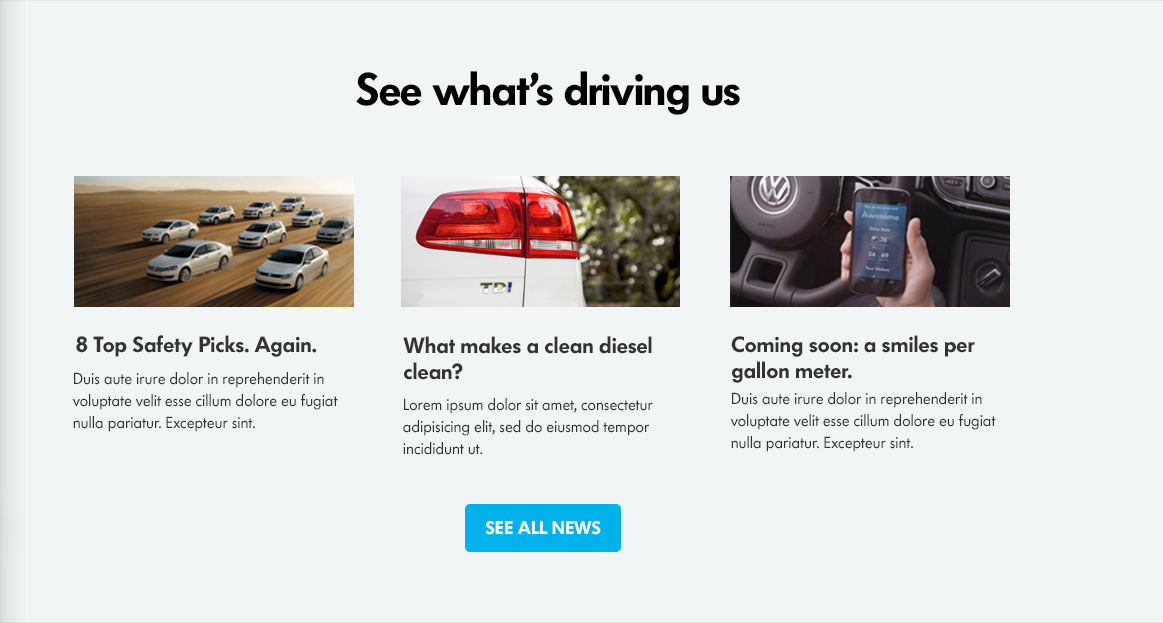 See what's driving us
TDI
Awesome
8 Top Safety Picks. Again.
Duis aute irure dolor in reprehenderit in
voluptate velit esse cillum dolore eu fugiat
nulla pariatur. Excepteur sint.
What makes a clean diesel
clean?
Lorem ipsum dolor sit amet, consectetur
adipisicing elit, sed do eiusmod tempor
incididunt ut.
Coming soon: a smiles per
gallon meter.
Duis aute irure dolor in reprehenderit in
voluptate velit esse cillum dolore eu fugiat
nulla pariatur. Excepteur sint.
SEE ALL NEWS